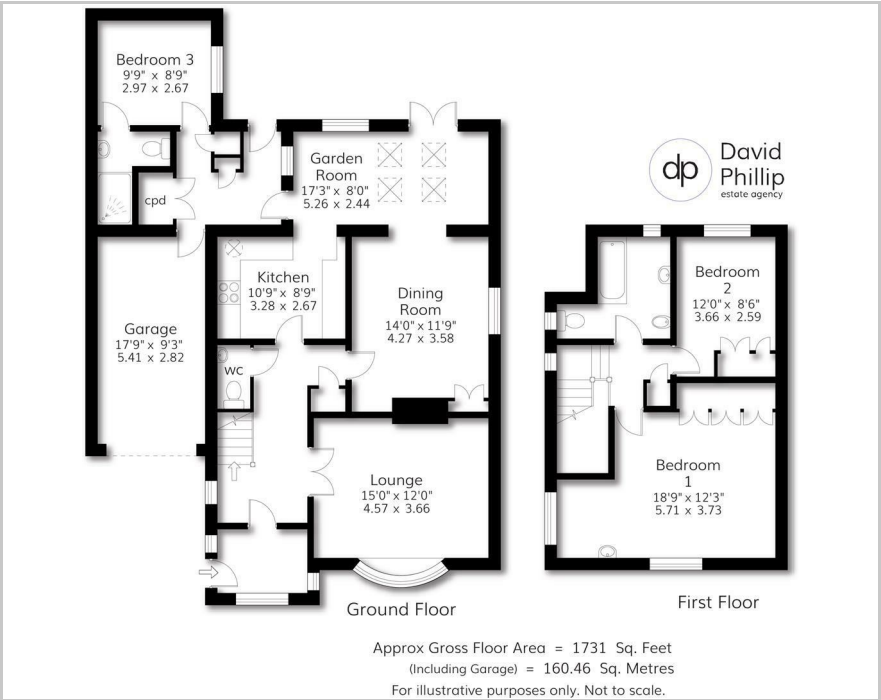 Bedroom 3
9'9" x 8'9"
2.97 x 2.67
cpd
Garden
Room
17'3" x 8'0"
5.26 x 2.44
dp
David
Phillip
estate agency
Kitchen
10'9" x 8'9"
3.28 x 2.67
Dining
Room
14'0" x 11'9"
4.27 x 3.58
Garage
17'9" x 9'3"
5.41 x 2.82
wc
Lounge
15'0" x 12'0"
4.57 x 3.66
Bedroom
2
12'0" x 8'6"
3.66 x 2.59
Bedroom
1
18'9" x 12'3"
5.71 x 3.73
Ground Floor
First Floor
Approx Gross Floor Area = 1731 Sq. Feet
(Including Garage) = 160.46 Sq. Metres
For illustrative purposes only. Not to scale.